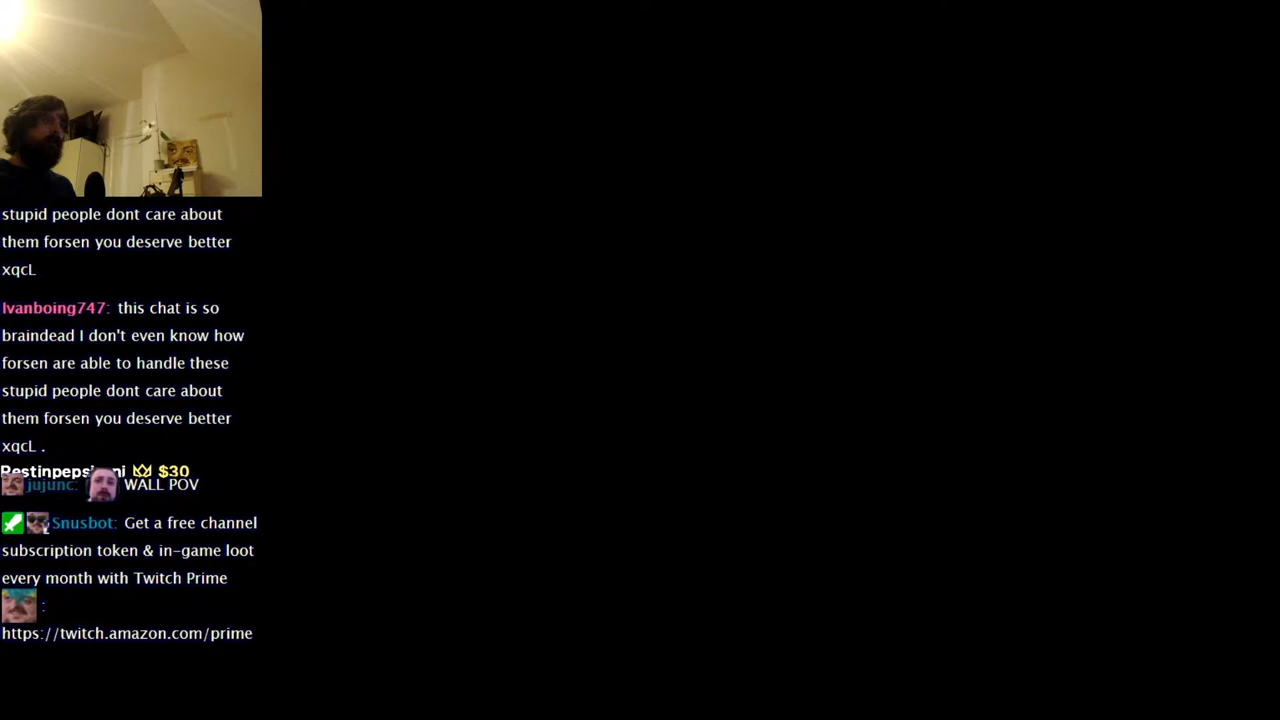 stupid people dont care about
them forsen you deserve better
xqcL
Ivanboing747: this chat is so
braindead I don't even know how
forsen are able to handle these
stupid people dont care about
them forsen you deserve better
xqcL .
$30
jujunc: WALL POV
Snusbot: Get a free channel
subscription token & in-game loot
every month with Twitch Prime
:
https://twitch.amazon.com/prime